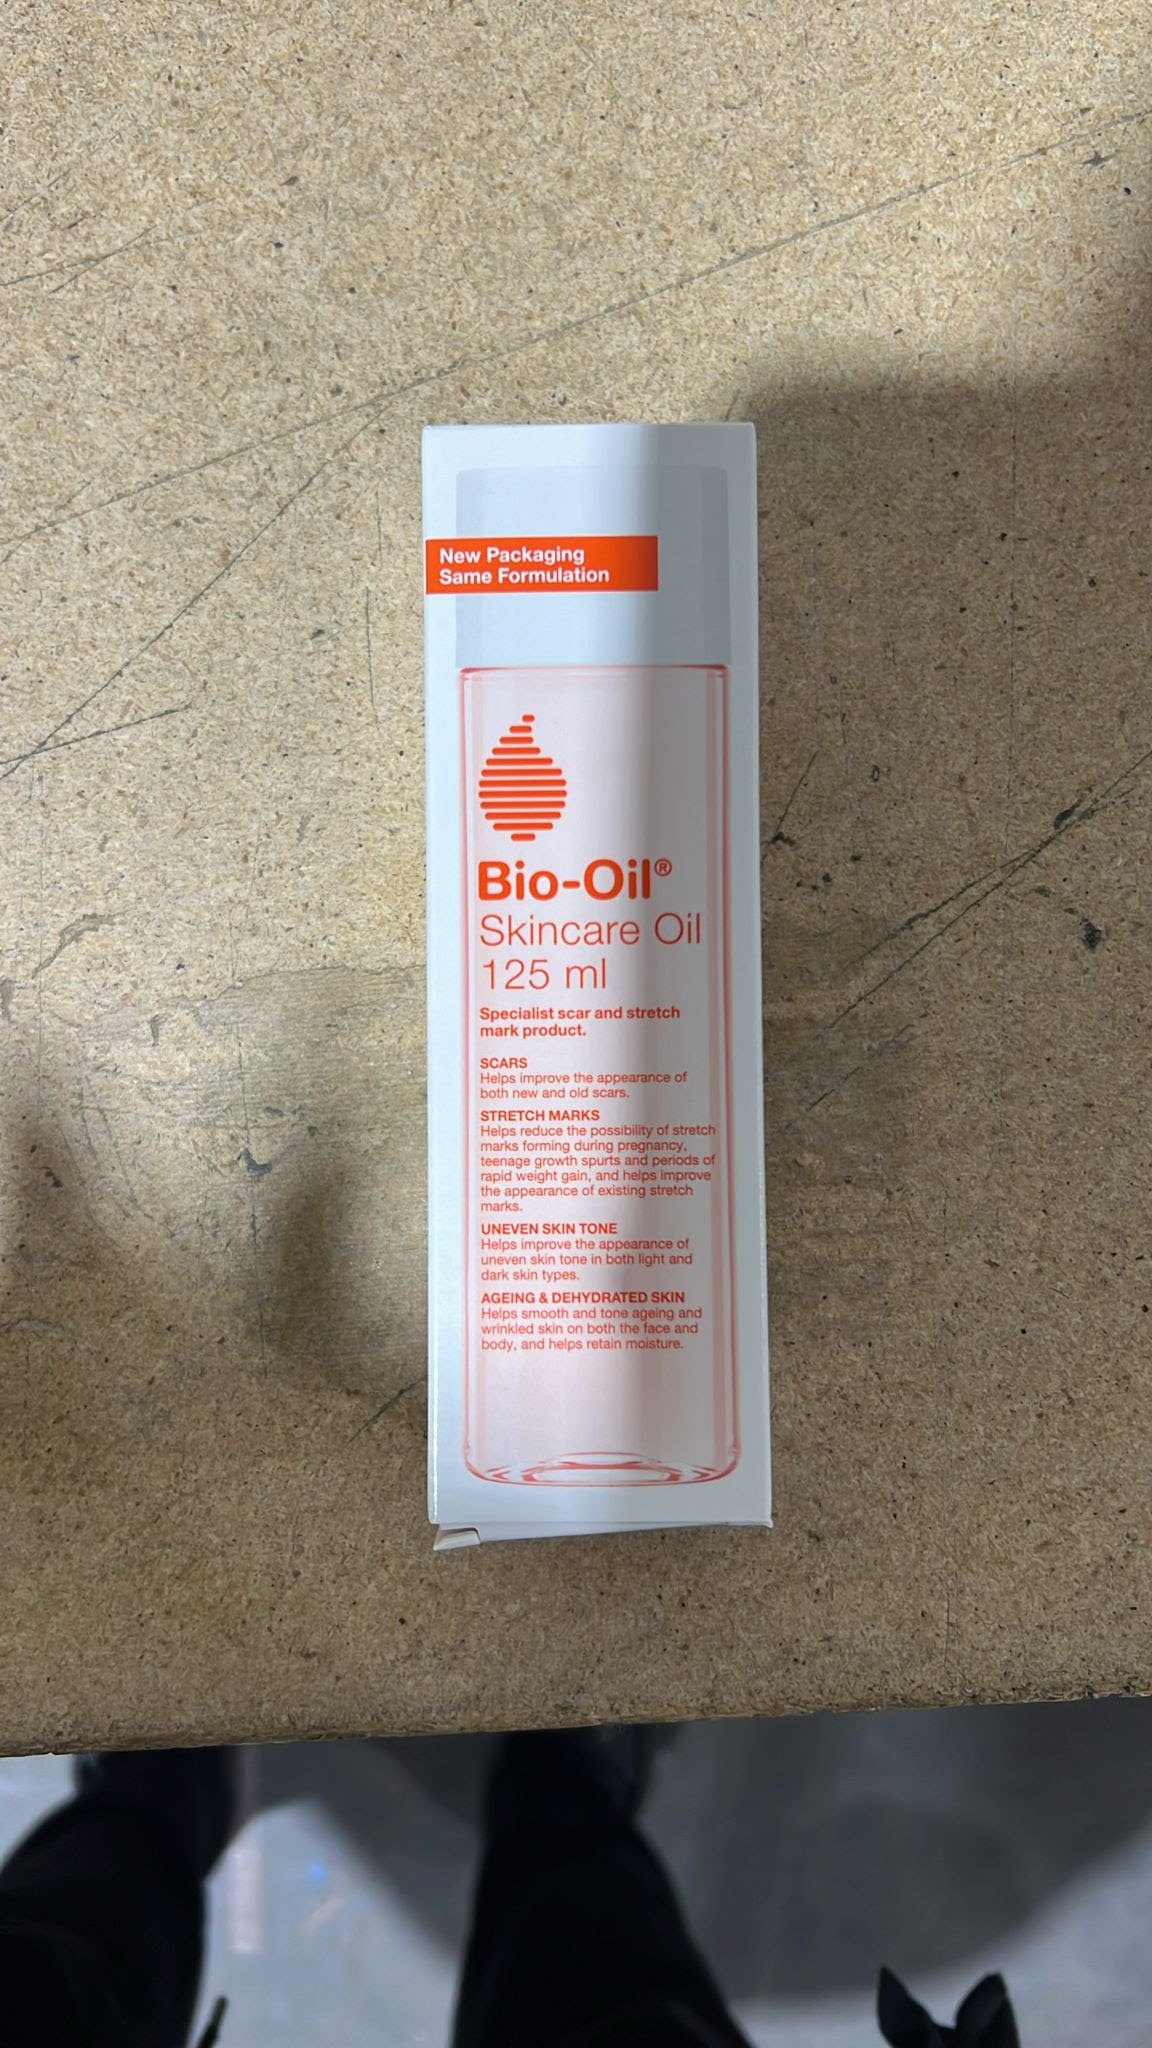 New Packaging
Same Formulation
Bio-Oil®
Skincare Oil
125 ml
Specialist scar and stretch
mark product.
SCARS
Helps improve the appearance of
both new and old scars.
STRETCH MARKS
Helps reduce the possibility of stretch
marks forming during pregnancy,
teenage growth spurts and periods of
rapid weight gain, and helps improve
the appearance of existing stretch
marks.
UNEVEN SKIN TONE
Helps improve the appearance of
uneven skin tone in both light and
dark skin types.
AGEING & DEHYDRATED SKIN
Helps smooth and tone ageing and
wrinkled skin on both the face and
body, and helps retain moisture.